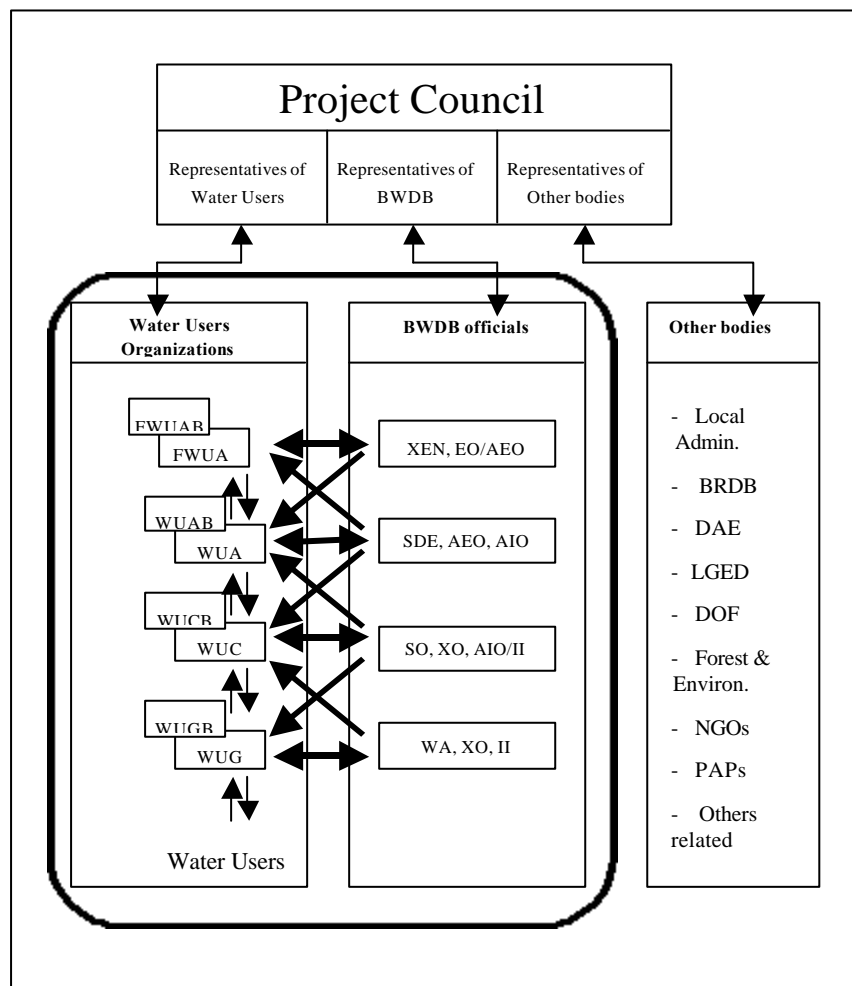 Project Council
Representatives of
Water Users
Representatives of
BWDB
Representatives of
Other bodies
Water Users
Organizations
BWDB officials
Other bodies
FWUAB
FWUA
WUAB
WUA
WUCB
WUC
WUGB
WUG
Water Users
XEN, EO/AEO
SDE, AEO, AIO
SO, XO, AIO/II
WA, XO, II
- Local
Admin.
- BRDB
- DAE
- LGED
- DOF
- Forest &
Environ.
- NGOs
- PAPs
- Others
related